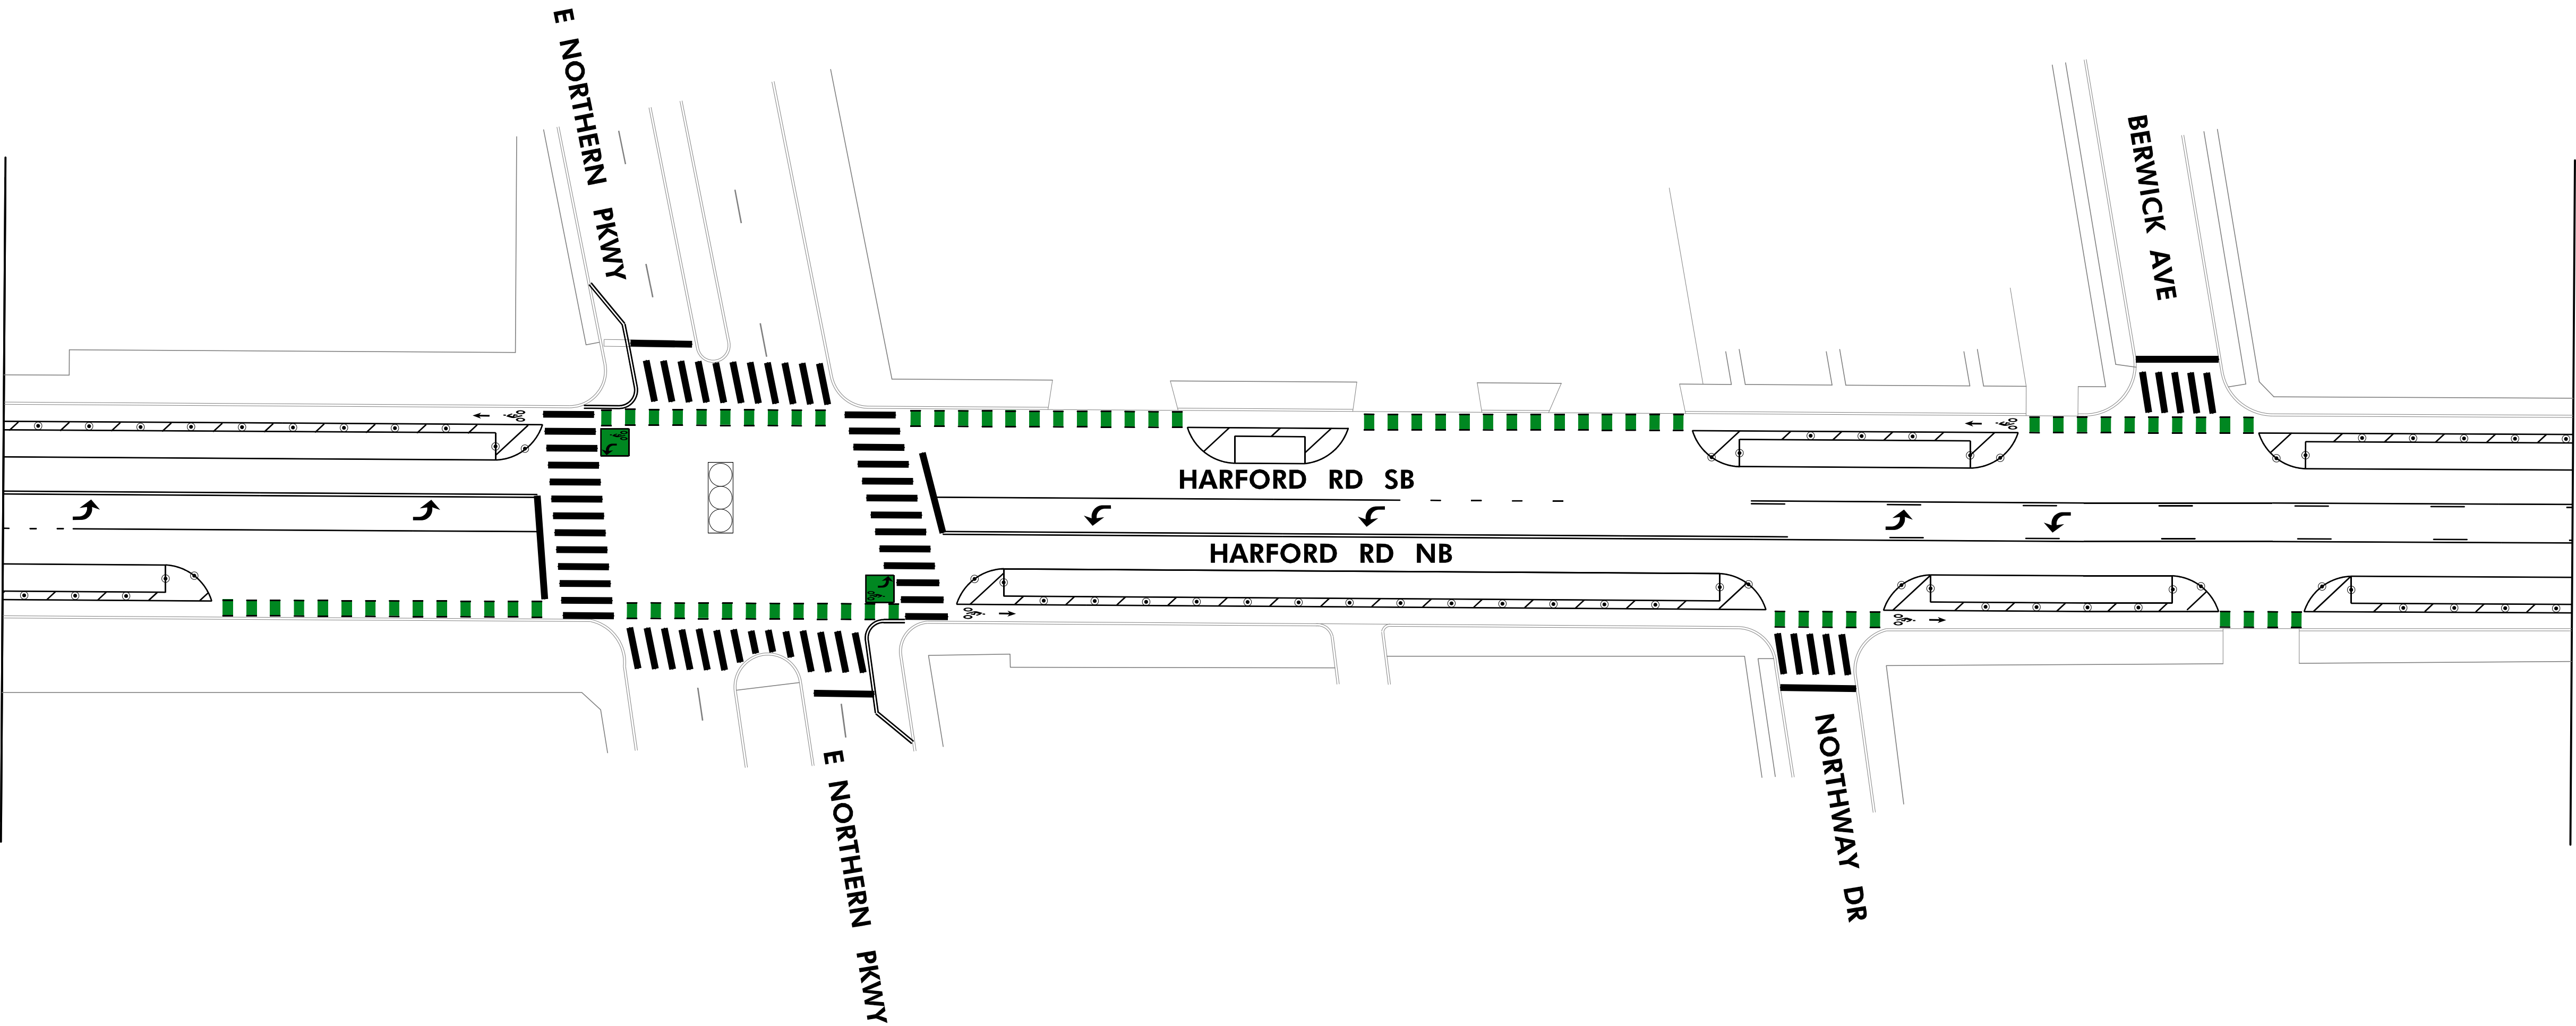 E NORTHERN PKWY
BERWICK AVE
HARFORD RD SB
HARFORD RD NB
NORTHWAY DR
E NORTHERN PKWY